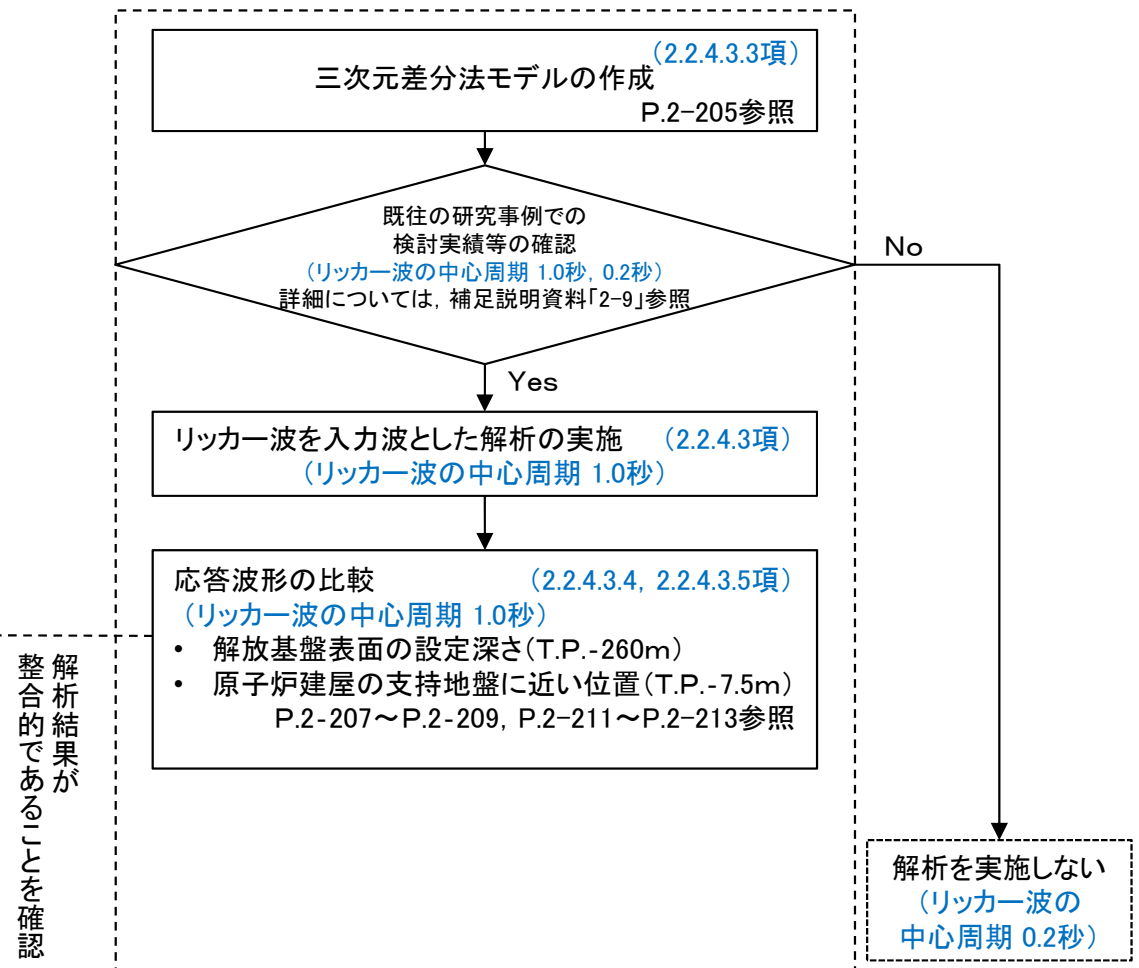 （2.2.4.3.3項）
三次元差分法モデルの作成
P.2-205参照
既往の研究事例での
検討実績等の確認
（リッカー波の中心周期 1.0秒，0.2秒）
詳細については，補足説明資料「2-9」参照
No
Yes
リッカー波を入力波とした解析の実施 （2.2.4.3項）
（リッカー波の中心周期 1.0秒）
応答波形の比較 （2.2.4.3.4，2.2.4.3.5項）
（リッカー波の中心周期 1.0秒）
• 解放基盤表面の設定深さ（T.P.-260m）
• 原子炉建屋の支持地盤に近い位置（T.P.-7.5m）
P.2-207～P.2-209，P.2-211～P.2-213参照
解析結果が
整合的であることを確認
解析を実施しない
（リッカー波の
中心周期 0.2秒）